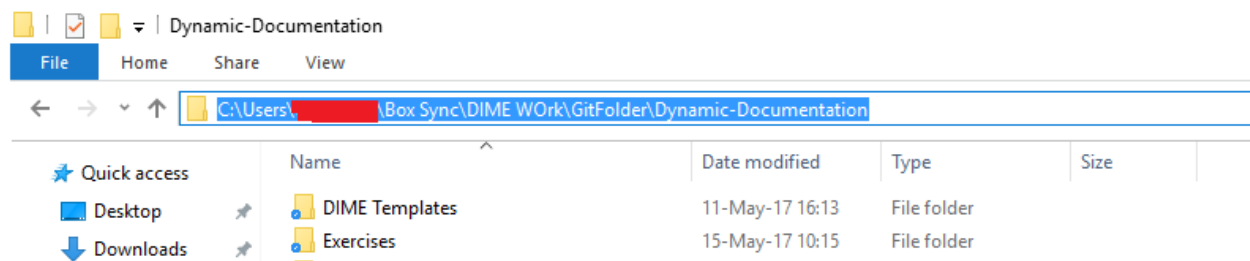 Dynamic-Documentation
File Home Share View
C:\Users\ \Box Sync\DIME WOrk\GitFolder\Dynamic-Documentation
Name Date modified Type Size
Quick access
DIME Templates 11-May-17 16:13 File folder
Desktop
Exercises 15-May-17 10:15 File folder
Downloads